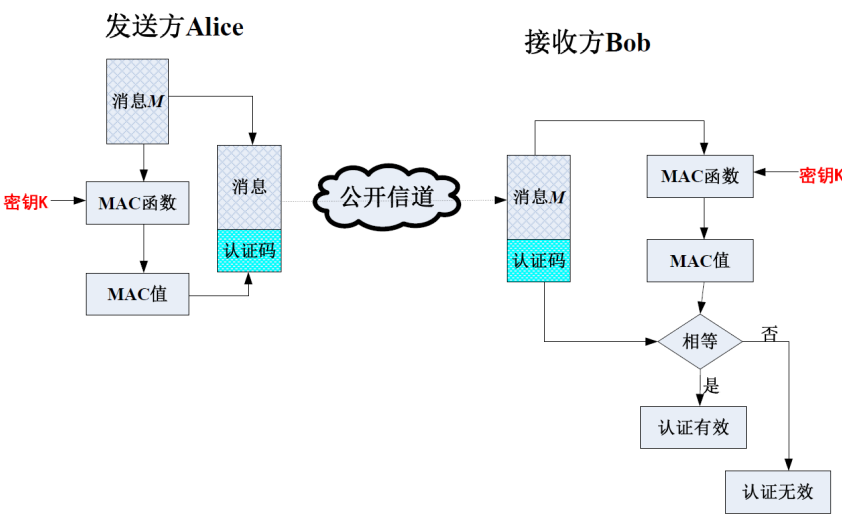 发送方Alice
接收方Bob
消息M
密钥K
MAC函数
MAC值
消息
认证码
公开信道
消息M
认证码
MAC函数
密钥K
MAC值
相等
否
是
认证有效
认证无效